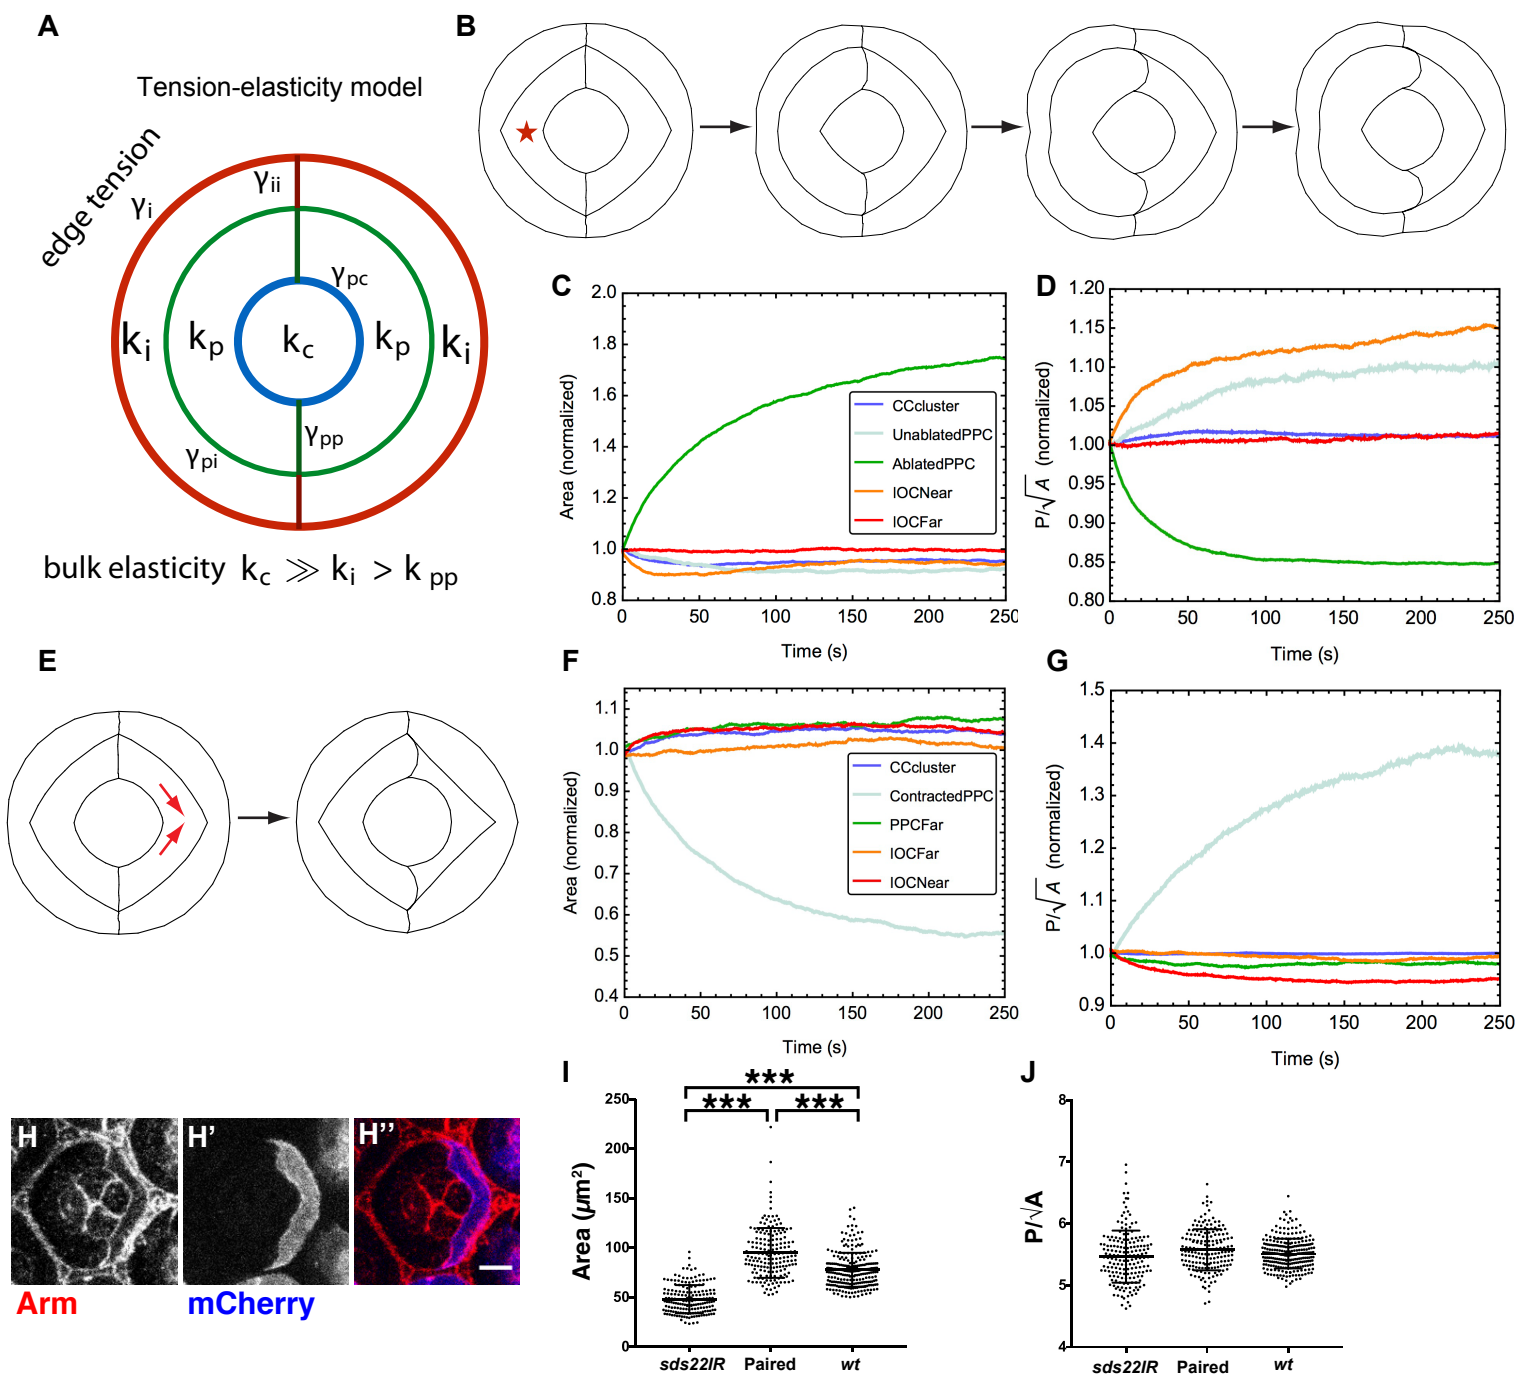 A
Tension-elasticity model
edge tension
γi
γii
γpc
ki
kp
kc
kp
ki
γpp
γpi
bulk elasticity kc ≫ ki > k pp
B
C
Area (normalized)
2.0
1.8
1.6
1.4
1.2
1.0
0.8
0 50 100 150 200 250
Time (s)
CCcluster
UnablatedPPC
AblatedPPC
IOCNear
IOCFar
D
P/√A (normalized)
1.20
1.15
1.10
1.05
1.00
0.95
0.90
0.85
0.80
0 50 100 150 200 250
Time (s)
E
F
Area (normalized)
1.1
1.0
0.9
0.8
0.7
0.6
0.5
0.4
0 50 100 150 200 250
Time (s)
CCcluster
ContractedPPC
PPCFar
IOCFar
IOCNear
G
P/√A (normalized)
1.5
1.4
1.3
1.2
1.1
1.0
0.9
0 50 100 150 200 250
Time (s)
H
H'
H''
Arm
mCherry
I
Area (µm²)
250
200
150
100
50
0
***
*** ***
sds22IR Paired wt
J
P/√A
8
7
6
5
4
sds22IR Paired wt